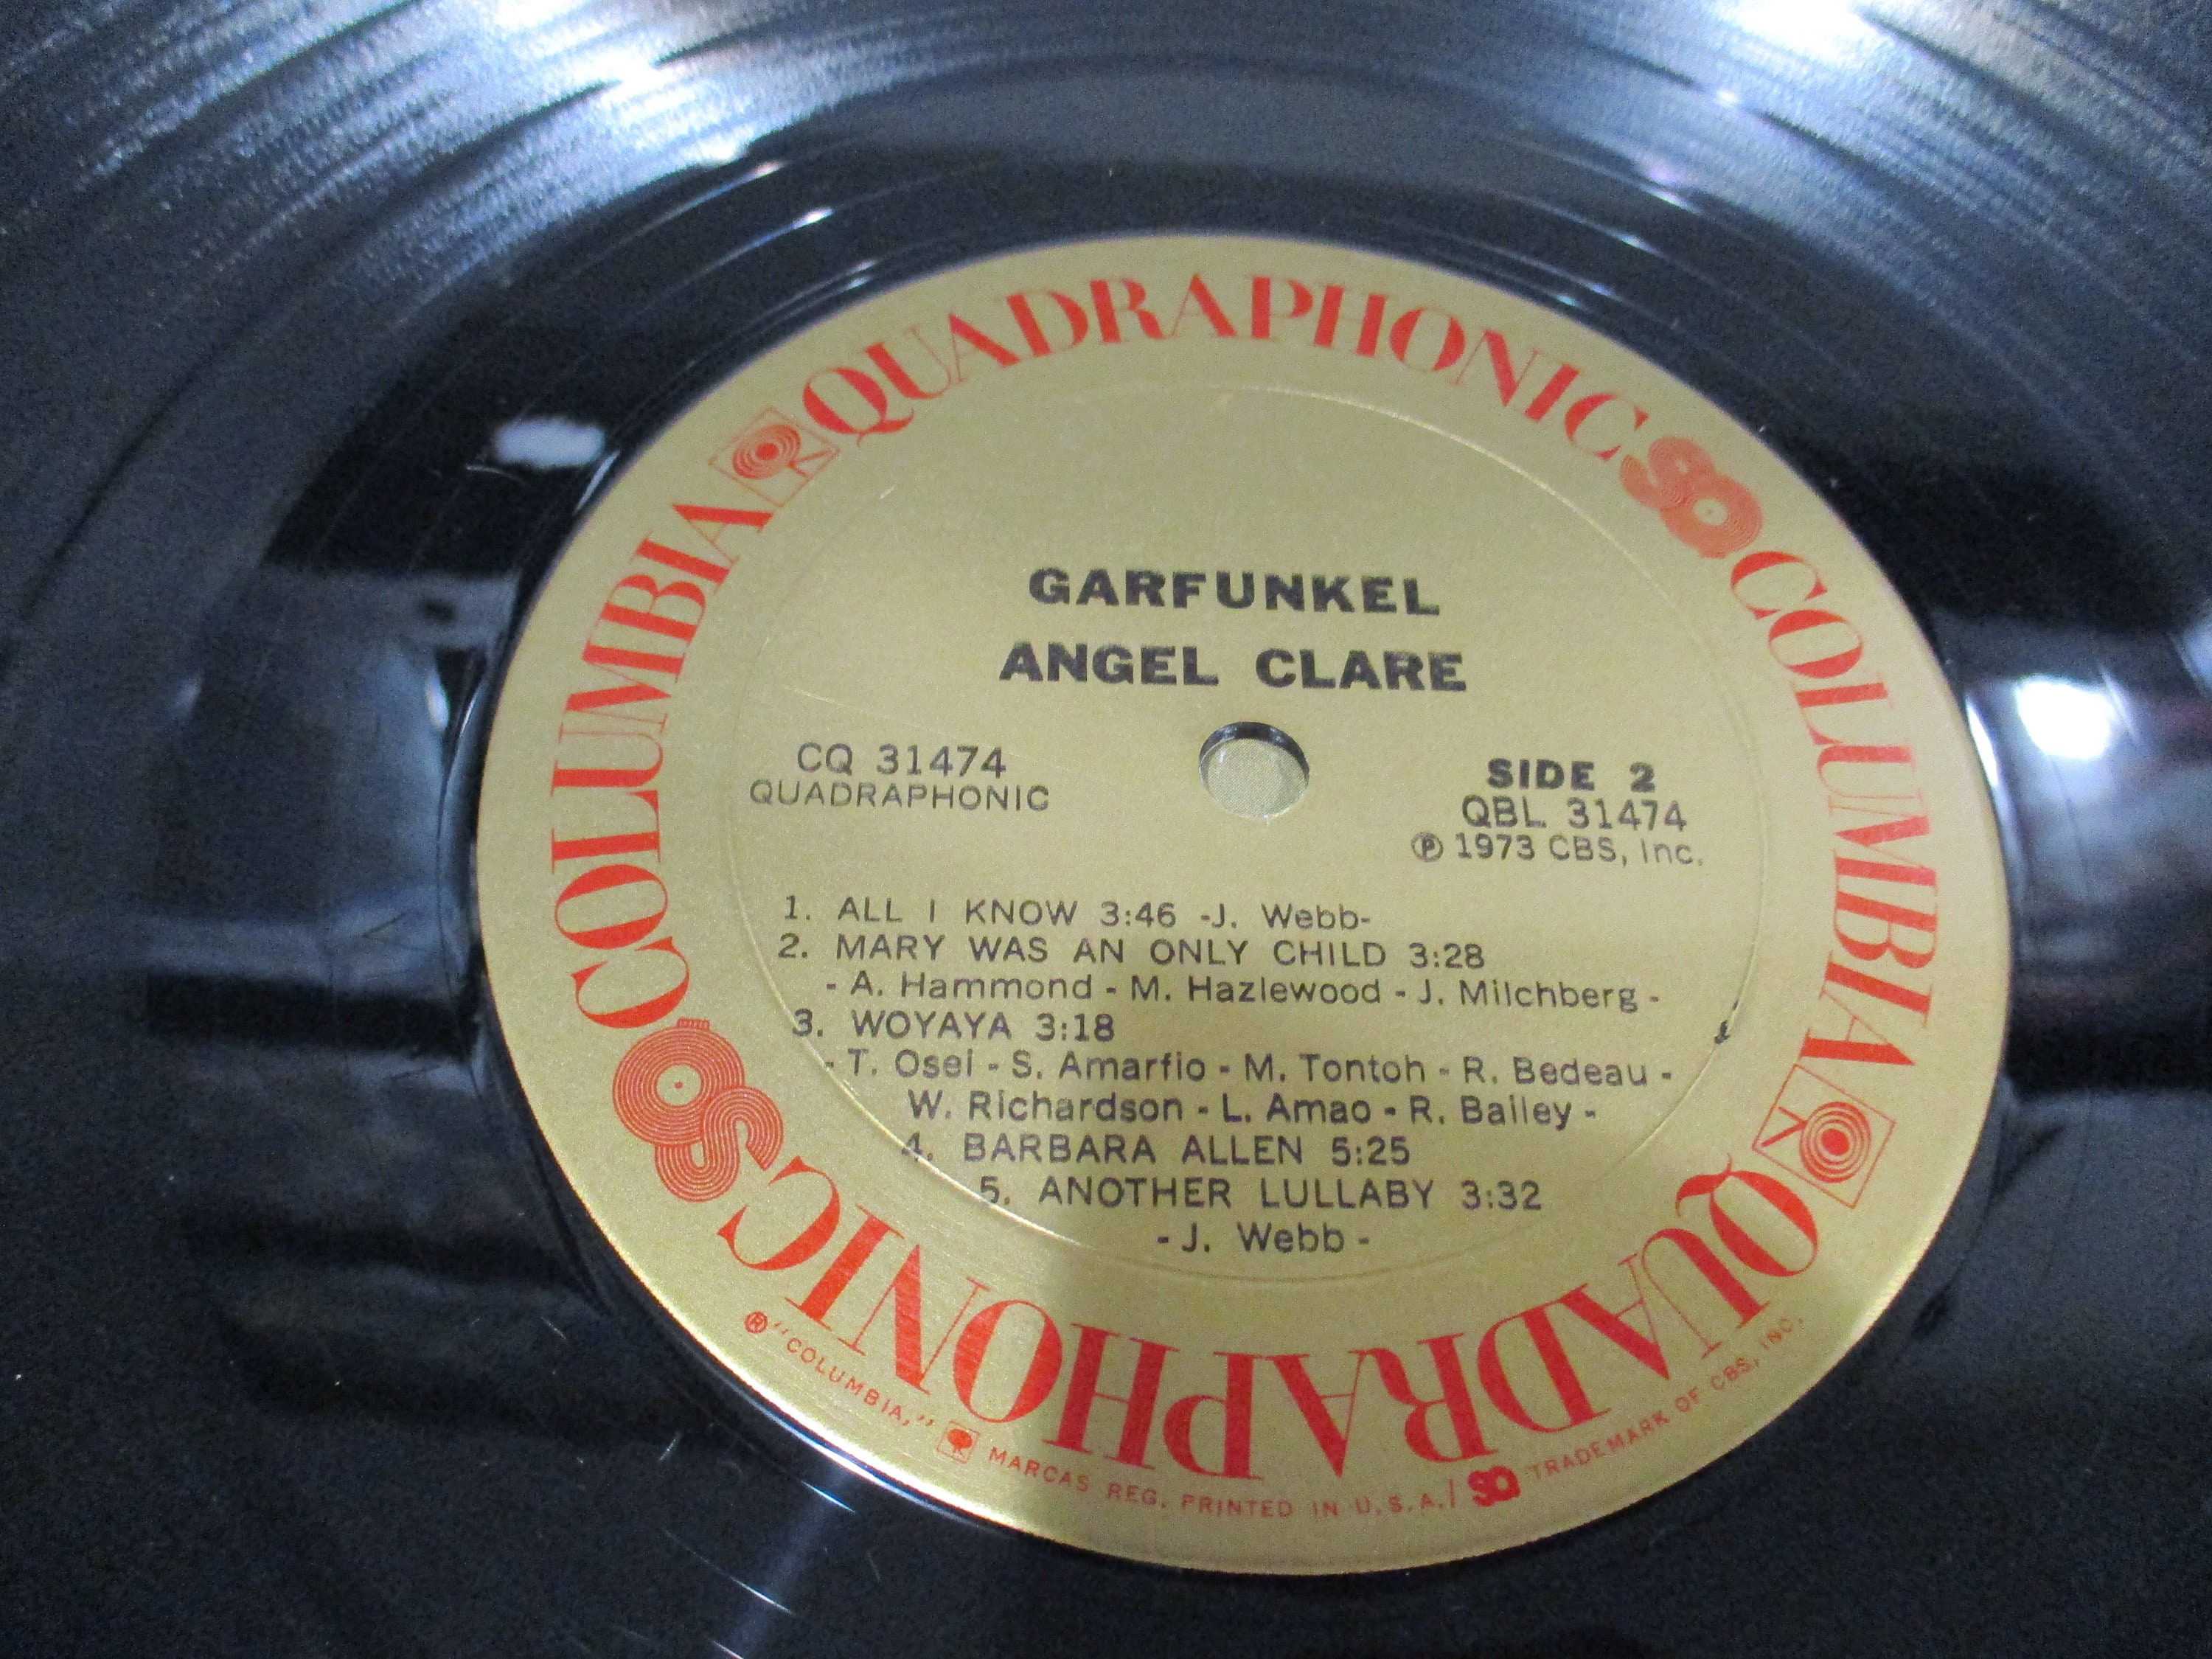 COLUMBIA QUADRAPHONIC SQ COLUMBIA QUADRAPHONIC SQ
GARFUNKEL
ANGEL CLARE
CQ 31474
QUADRAPHONIC
SIDE 2
QBL 31474
Ⓟ 1973 CBS, Inc.
1. ALL I KNOW 3:46 -J. Webb-
2. MARY WAS AN ONLY CHILD 3:28
- A. Hammond - M. Hazlewood - J. Milchberg -
3. WOYAYA 3:18
- T. Osei - S. Amarfio - M. Tontoh - R. Bedeau -
W. Richardson - L. Amao - R. Bailey -
4. BARBARA ALLEN 5:25
5. ANOTHER LULLABY 3:32
- J. Webb -
® "COLUMBIA," MARCAS REG. PRINTED IN U.S.A./ SQ TRADEMARK OF CBS, INC.